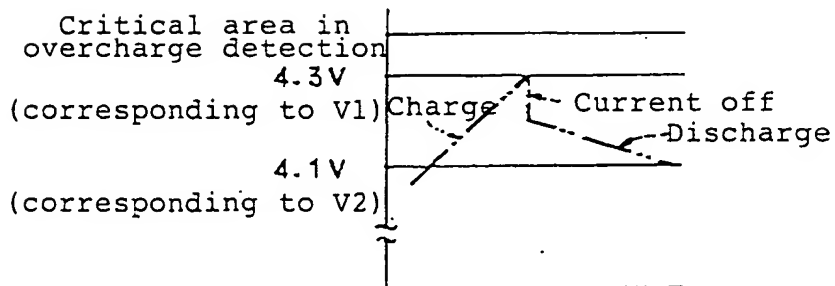 Critical area in
overcharge detection
4.3V
(corresponding to V1)
Charge
Current off
Discharge
4.1V
(corresponding to V2)